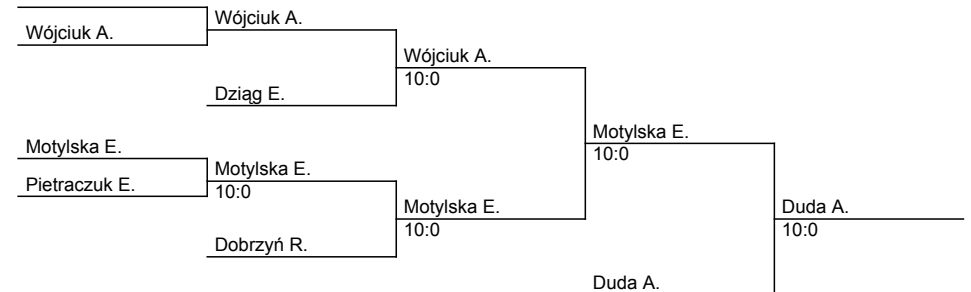 Wójciuk A.
Wójciuk A.
Wójciuk A.
10:0
Dziąg E.
Motylska E.
10:0
Motylska E.
Motylska E.
10:0
Pietraczuk E.
Motylska E.
10:0
Duda A.
10:0
Dobrzyń R.
Duda A.